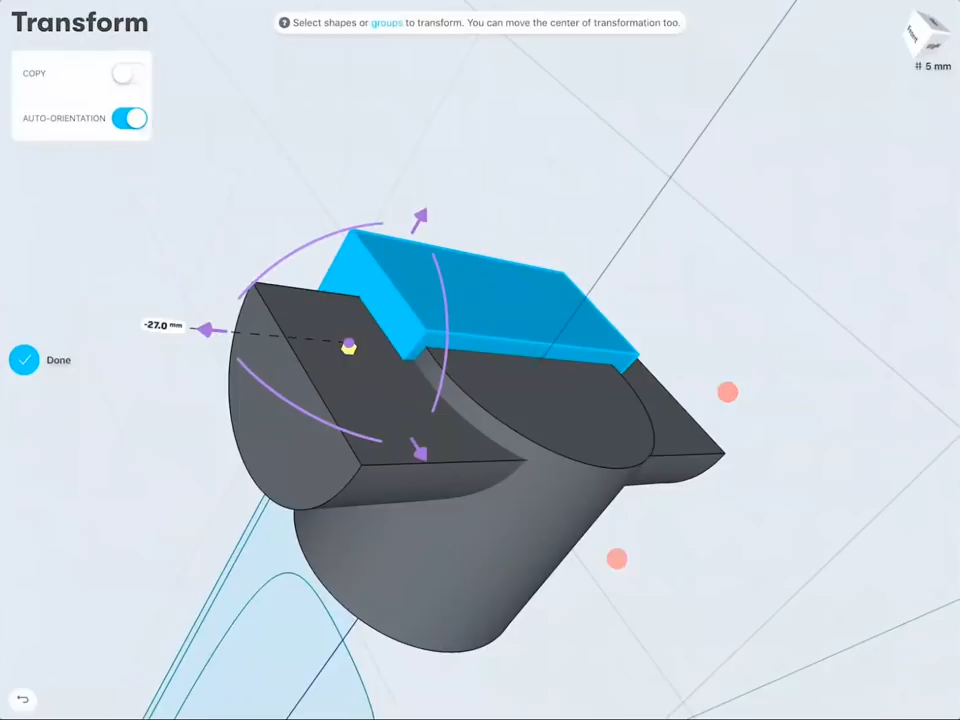 Transform
? Select shapes or groups to transform. You can move the center of transformation too.
COPY
AUTO-ORIENTATION
Front
# 5 mm
-27.0 mm
Done